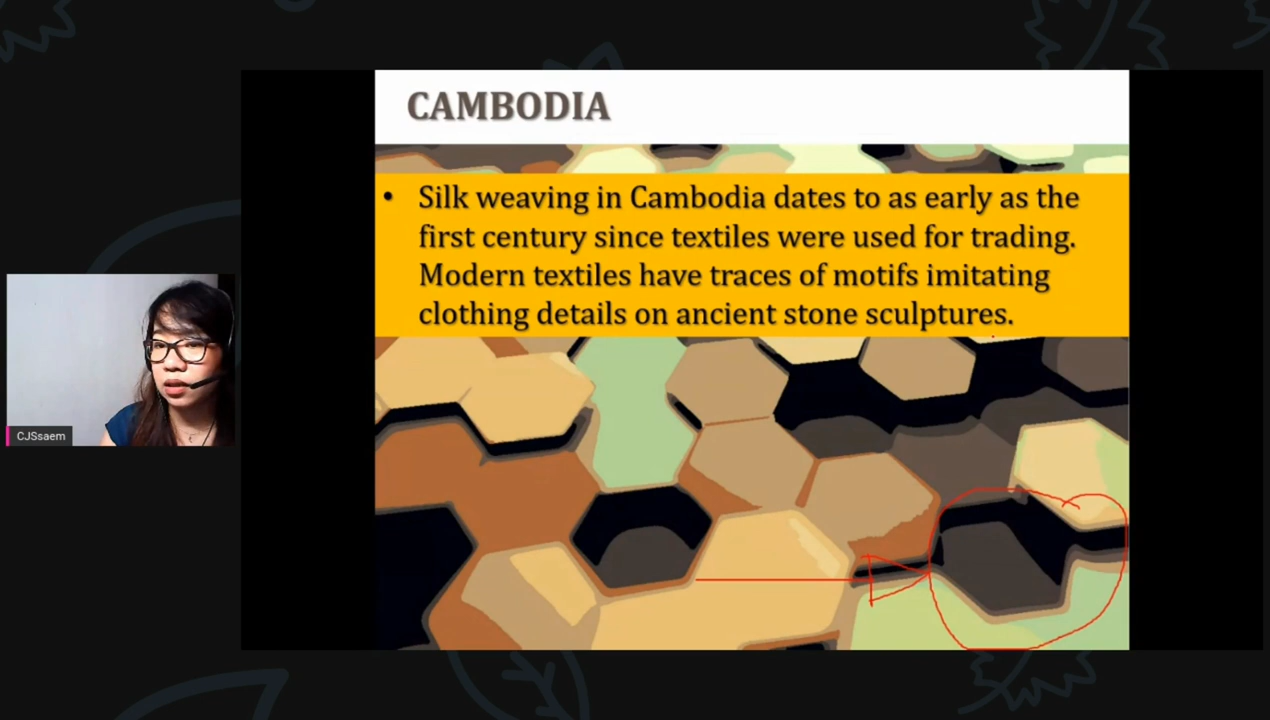 CAMBODIA
• Silk weaving in Cambodia dates to as early as the
first century since textiles were used for trading.
Modern textiles have traces of motifs imitating
clothing details on ancient stone sculptures.
CJSsaem